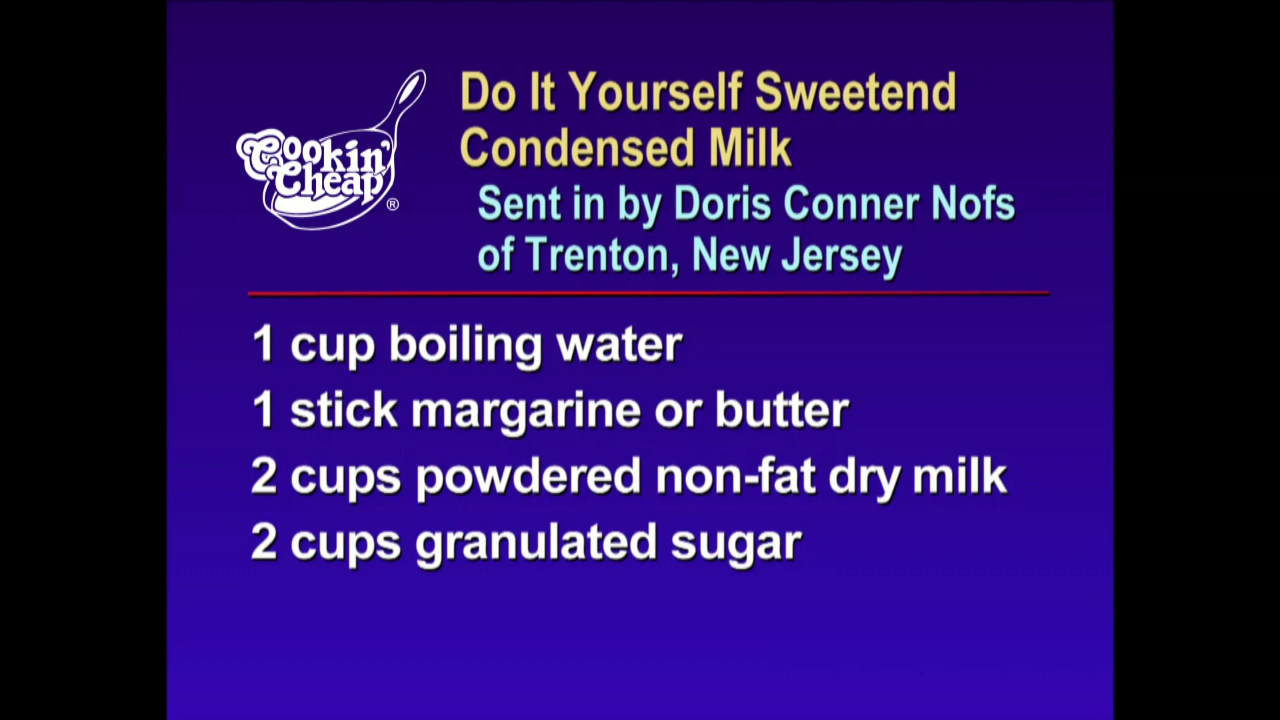 Cookin'
Cheap
®
Do It Yourself Sweetend
Condensed Milk
Sent in by Doris Conner Nofs
of Trenton, New Jersey
1 cup boiling water
1 stick margarine or butter
2 cups powdered non-fat dry milk
2 cups granulated sugar